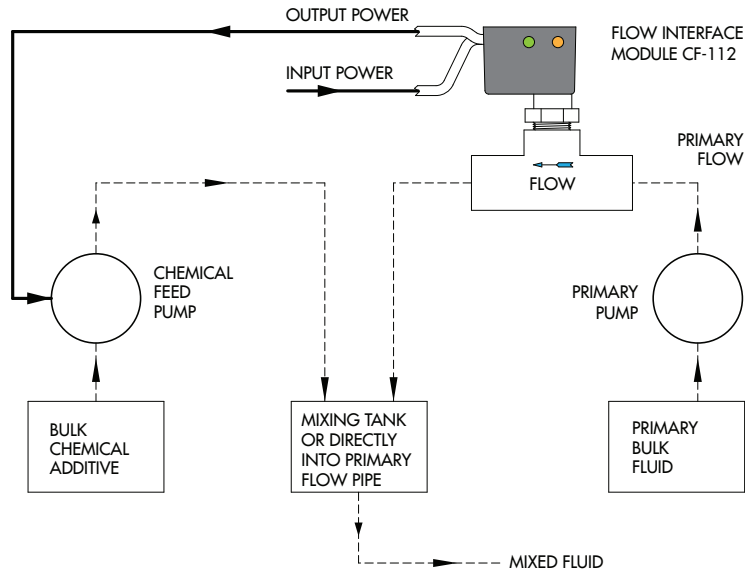 OUTPUT POWER
INPUT POWER
FLOW INTERFACE
MODULE CF-112
PRIMARY
FLOW
FLOW
CHEMICAL
FEED
PUMP
PRIMARY
PUMP
BULK
CHEMICAL
ADDITIVE
MIXING TANK
OR DIRECTLY
INTO PRIMARY
FLOW PIPE
PRIMARY
BULK
FLUID
MIXED FLUID